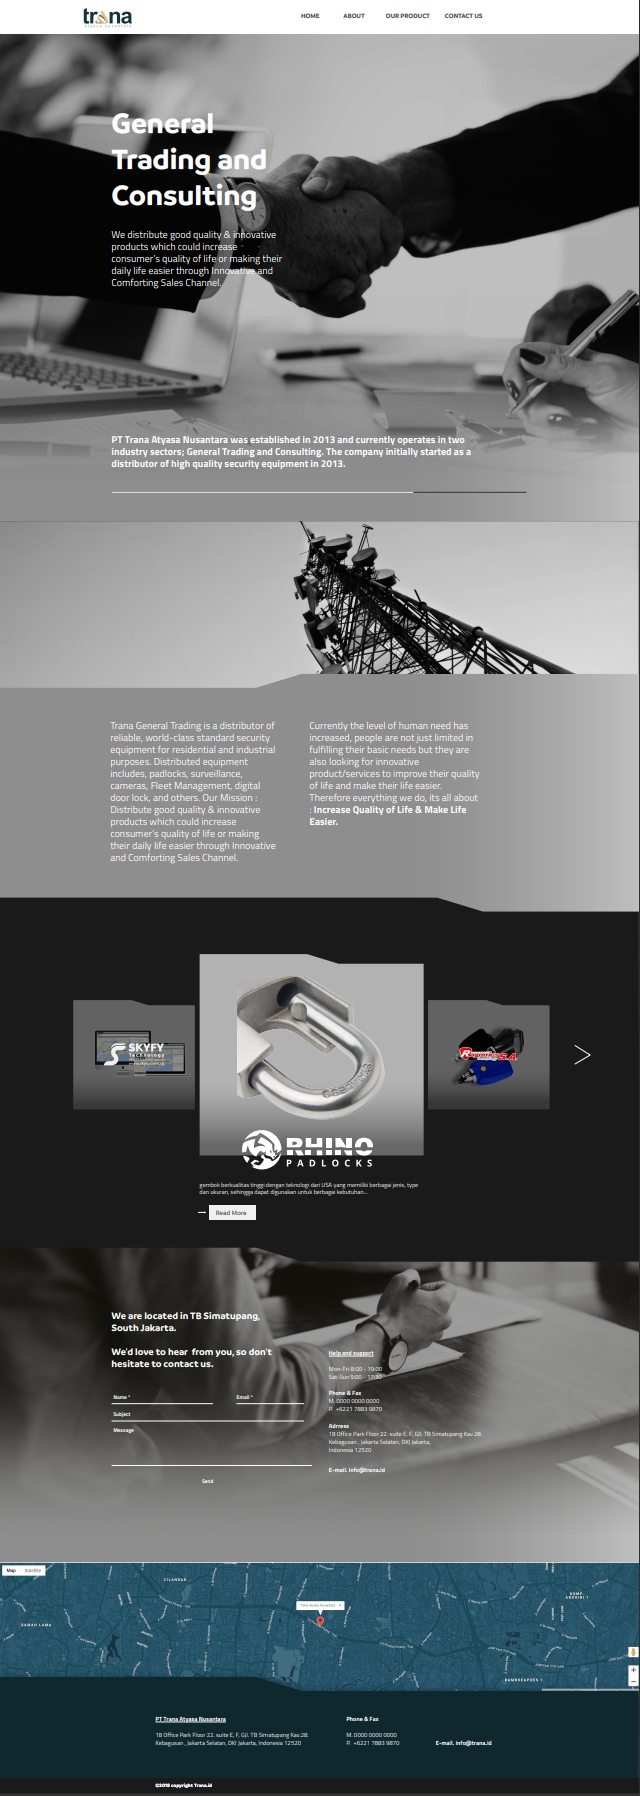 trana
HOME ABOUT OUR PRODUCT CONTACT US
General
Trading and
Consulting
We distribute good quality & innovative
products which could increase
consumer's quality of life or making their
daily life easier through Innovative and
Comforting Sales Channel.
PT Trana Atyasa Nusantara was established in 2013 and currently operates in two
industry sectors; General Trading and Consulting. The company initially started as a
distributor of high quality security equipment in 2013.
Trana General Trading is a distributor of
reliable, world-class standard security
equipment for residential and industrial
purposes. Distributed equipment
includes, padlocks, surveillance,
cameras, Fleet Management, digital
door lock, and others. Our Mission :
Distribute good quality & innovative
products which could increase
consumer's quality of life or making
their daily life easier through Innovative
and Comforting Sales Channel.
Currently the level of human need has
increased, people are not just limited in
fulfilling their basic needs but they are
also looking for innovative
product/services to improve their quality
of life and make their life easier.
Therefore everything we do, its all about
: Increase Quality of Life & Make Life
Easier.
SKYFY
Technology
RHINO
PADLOCKS
gembok berkualitas tinggi dengan teknologi dari USA yang memiliki berbagai jenis, type
dan ukuran, sehingga dapat digunakan untuk berbagai kebutuhan...
Read More
We are located in TB Simatupang,
South Jakarta.
We'd love to hear from you, so don't
hesitate to contact us.
Name * Email *
Subject
Message
Send
Help and support
Mon-Fri 8:00 - 19:00
Sat-Sun 9:00 - 17:30
Phone & Fax
M. 0000 0000 0000
P. +6221 7883 9870
Adrress
18 Office Park Floor 22. suite E, F, GJl. TB Simatupang Kav.28.
Kebagusan , Jakarta Selatan, DKI Jakarta,
Indonesia 12520
E-mail. info@trana.id
Map Satellite
CILANDAK
SAWAH LAMA
Trana Atyasa Nusantara
PT Trana Atyasa Nusantara
18 Office Park Floor 22. suite E, F, GJl. TB Simatupang Kav.28.
Kebagusan , Jakarta Selatan, DKI Jakarta, Indonesia 12520
Phone & Fax
M. 0000 0000 0000
P. +6221 7883 9870
E-mail. info@trana.id
©2018 copyright Trana.id